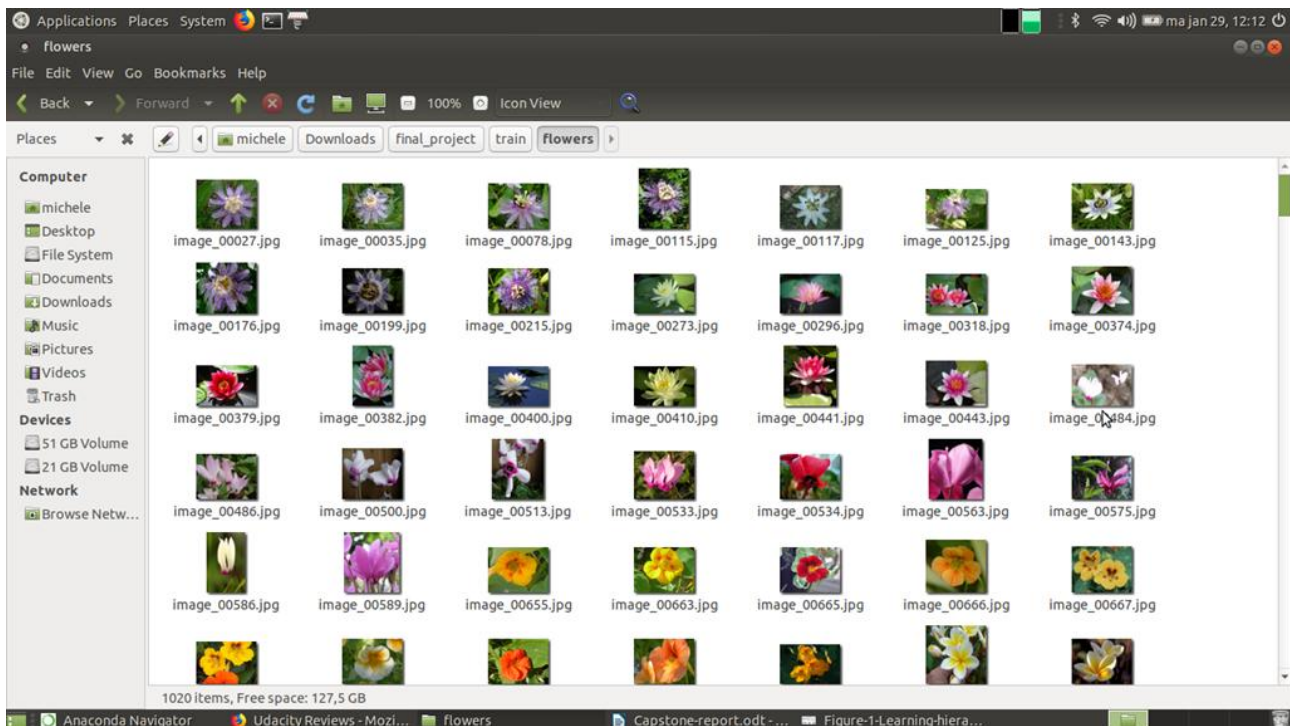 Applications Places System ma jan 29, 12:12
flowers
File Edit View Go Bookmarks Help
Back Forward 100% Icon View
Places michele Downloads final_project train flowers
Computer
michele
Desktop
File System
Documents
Downloads
Music
Pictures
Videos
Trash
Devices
51 GB Volume
21 GB Volume
Network
Browse Netw...
image_00027.jpg image_00035.jpg image_00078.jpg image_00115.jpg image_00117.jpg image_00125.jpg image_00143.jpg
image_00176.jpg image_00199.jpg image_00215.jpg image_00273.jpg image_00296.jpg image_00318.jpg image_00374.jpg
image_00379.jpg image_00382.jpg image_00400.jpg image_00410.jpg image_00441.jpg image_00443.jpg image_00484.jpg
image_00486.jpg image_00500.jpg image_00513.jpg image_00533.jpg image_00534.jpg image_00563.jpg image_00575.jpg
image_00586.jpg image_00589.jpg image_00655.jpg image_00663.jpg image_00665.jpg image_00666.jpg image_00667.jpg
1020 items, Free space: 127,5 GB
Anaconda Navigator Udacity Reviews - Mozi... flowers Capstone-report.odt - ... Figure-1-Learning-hiera...